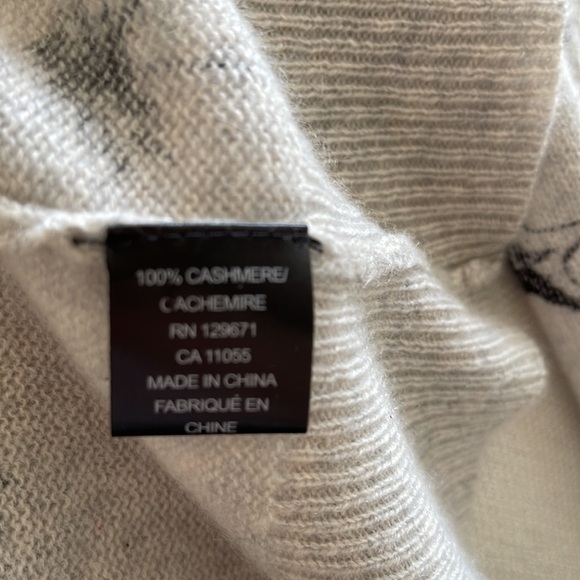 100% CASHMERE/
CACHEMIRE
RN 129671
CA 11055
MADE IN CHINA
FABRIQUÉ EN
CHINE